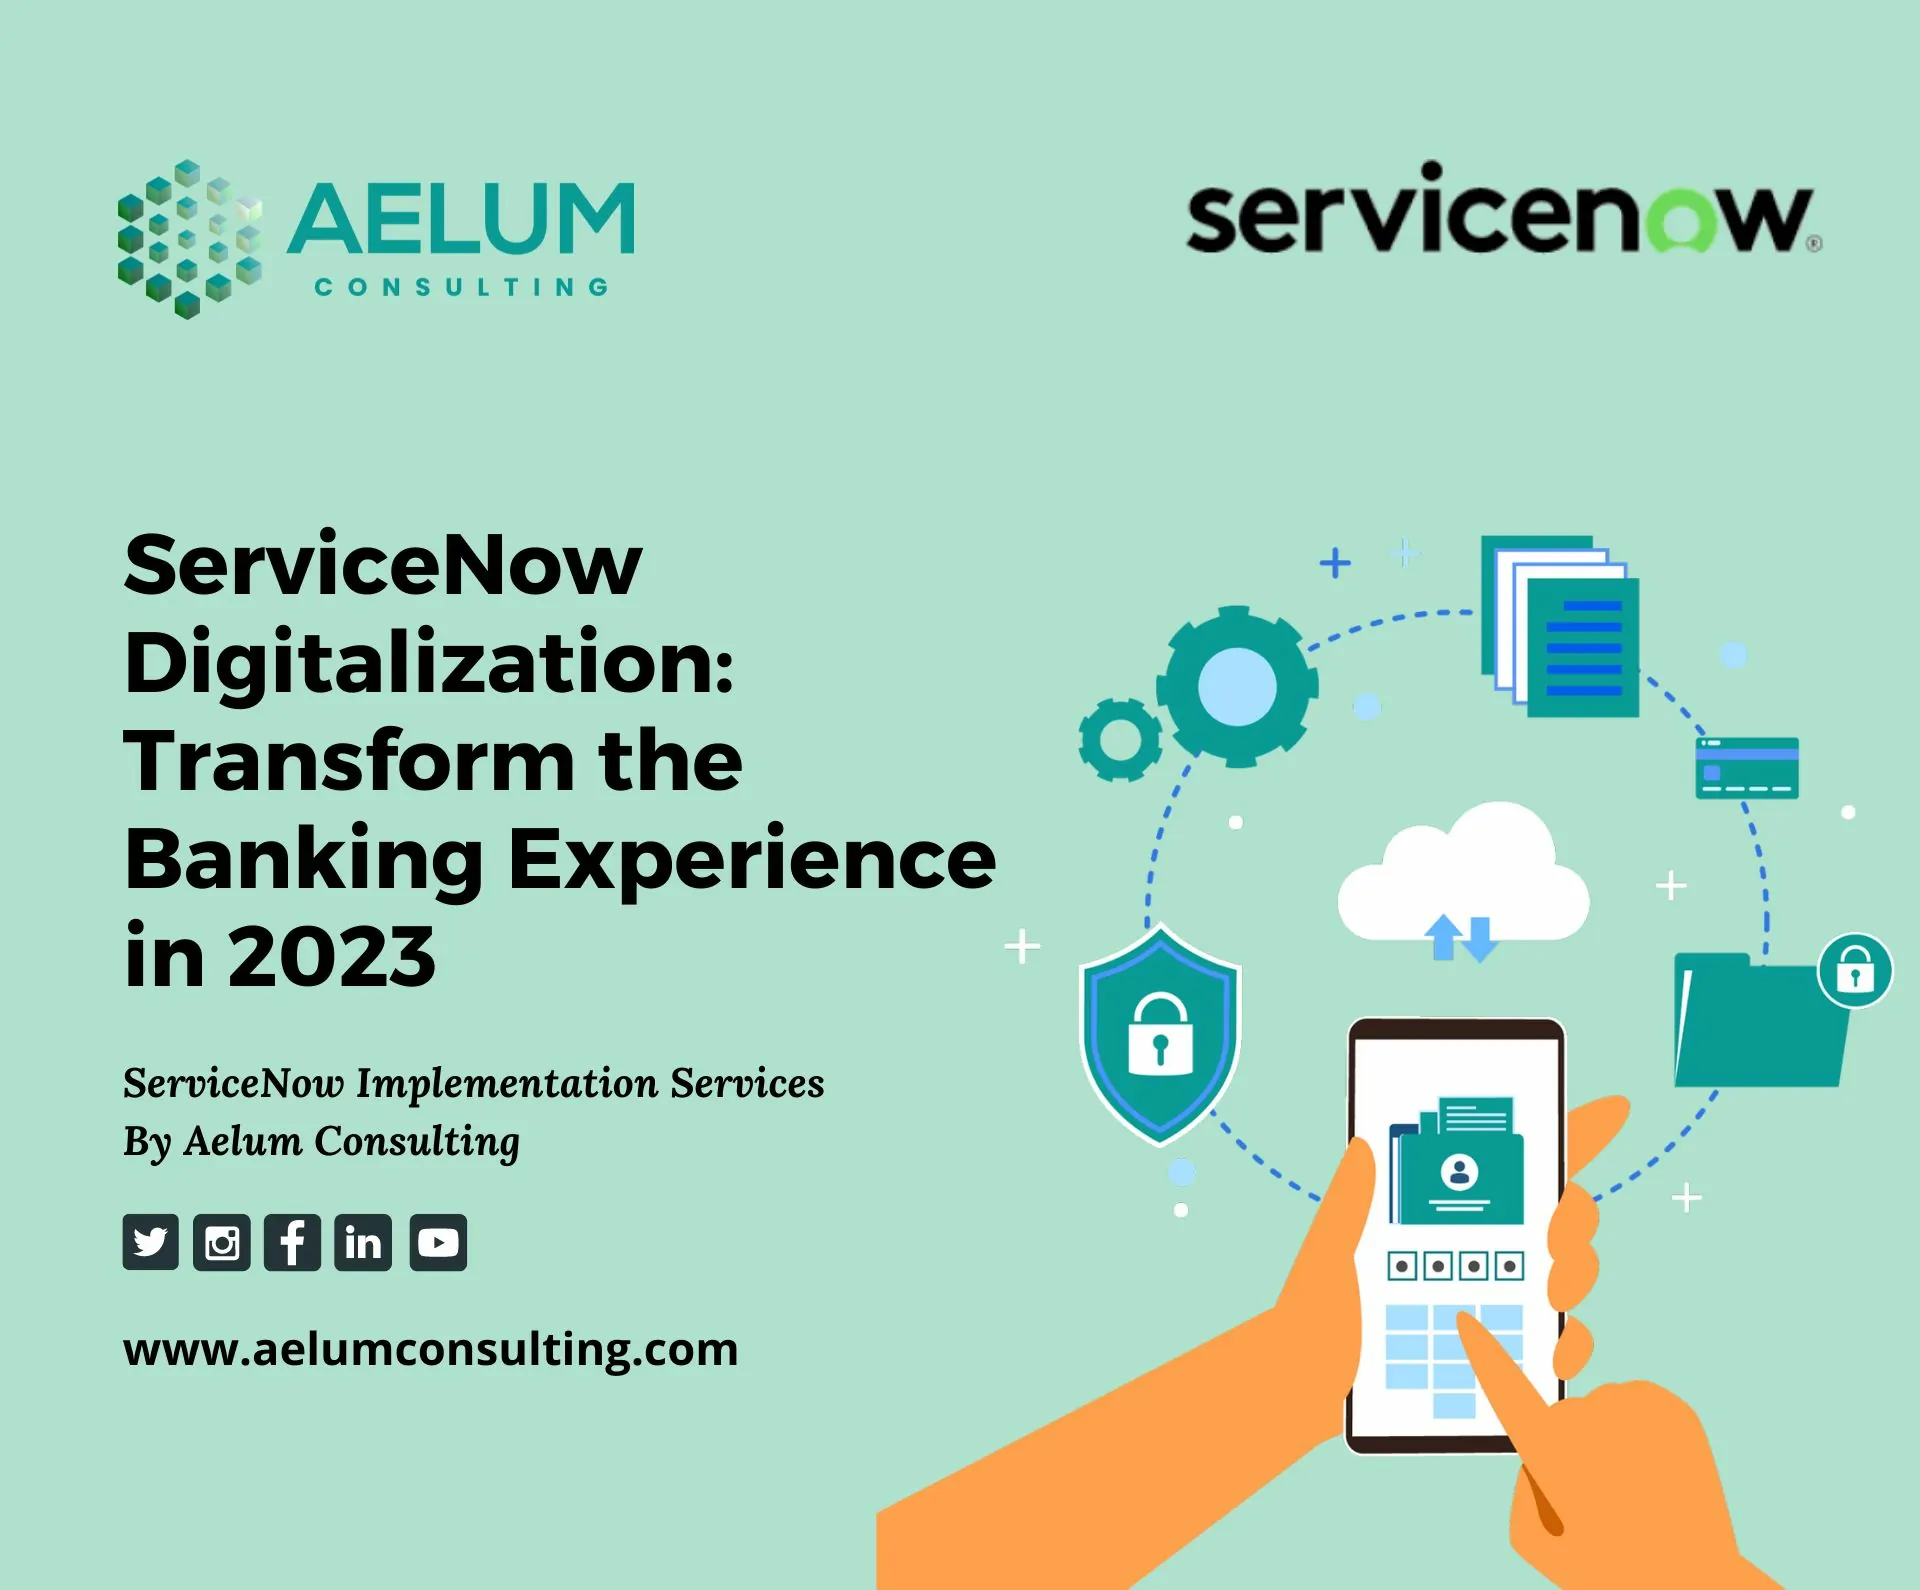 AELUM
CONSULTING
servicenow®
ServiceNow
Digitalization:
Transform the
Banking Experience
in 2023
ServiceNow Implementation Services
By Aelum Consulting
in
www.aelumconsulting.com